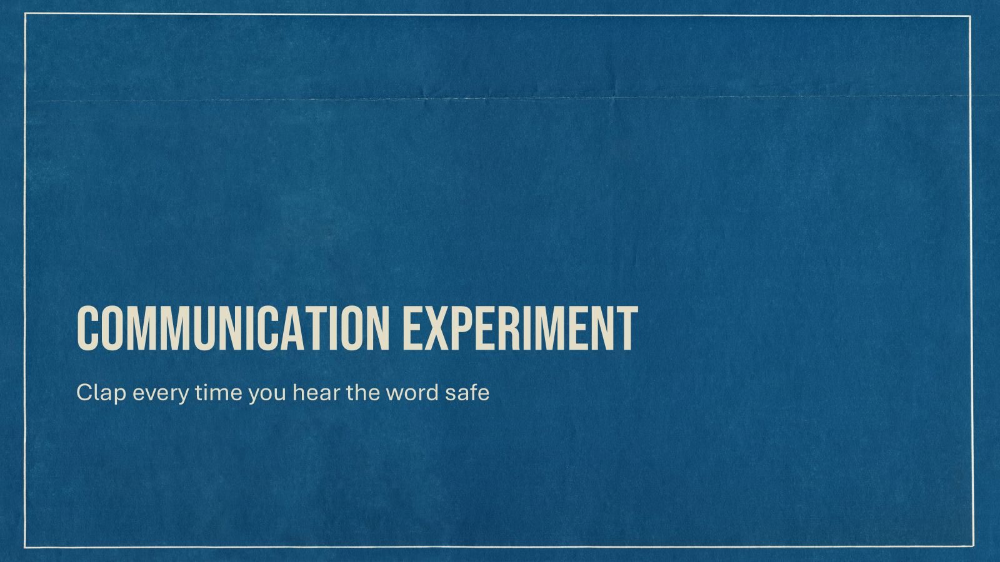 COMMUNICATION EXPERIMENT
Clap every time you hear the word safe